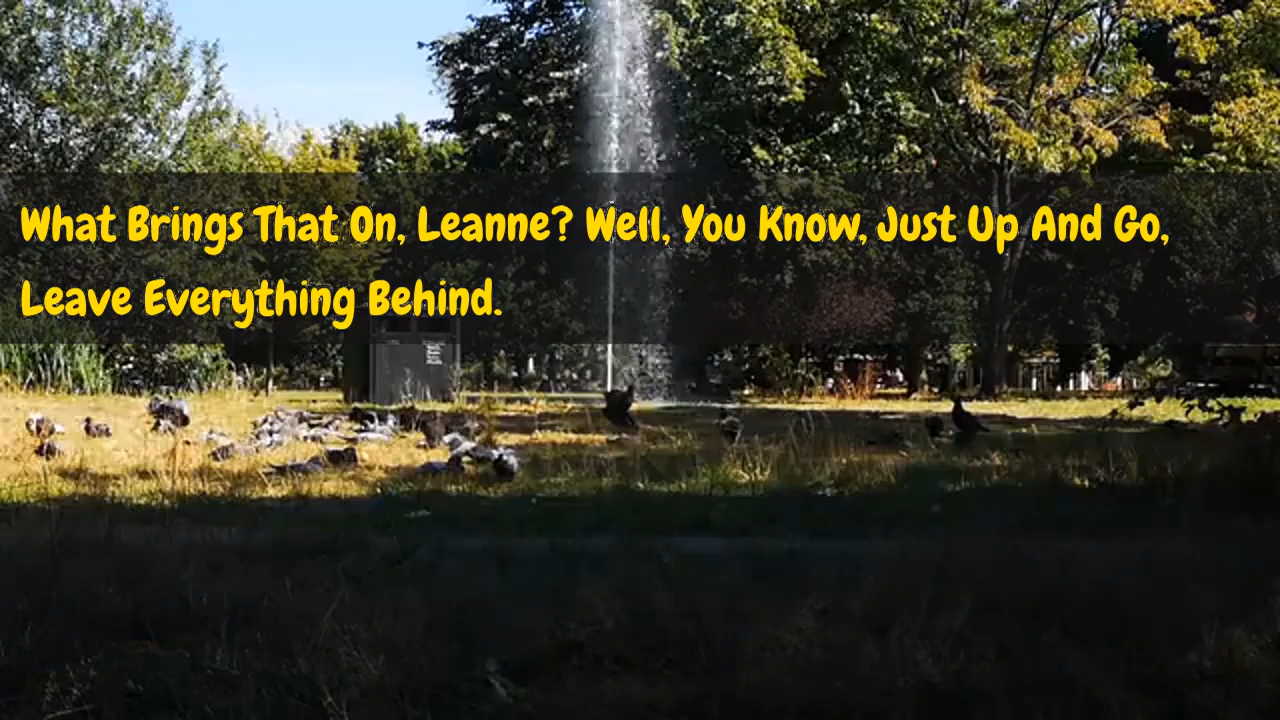 What Brings That On, Leanne? Well, You Know, Just Up And Go,
Leave Everything Behind.